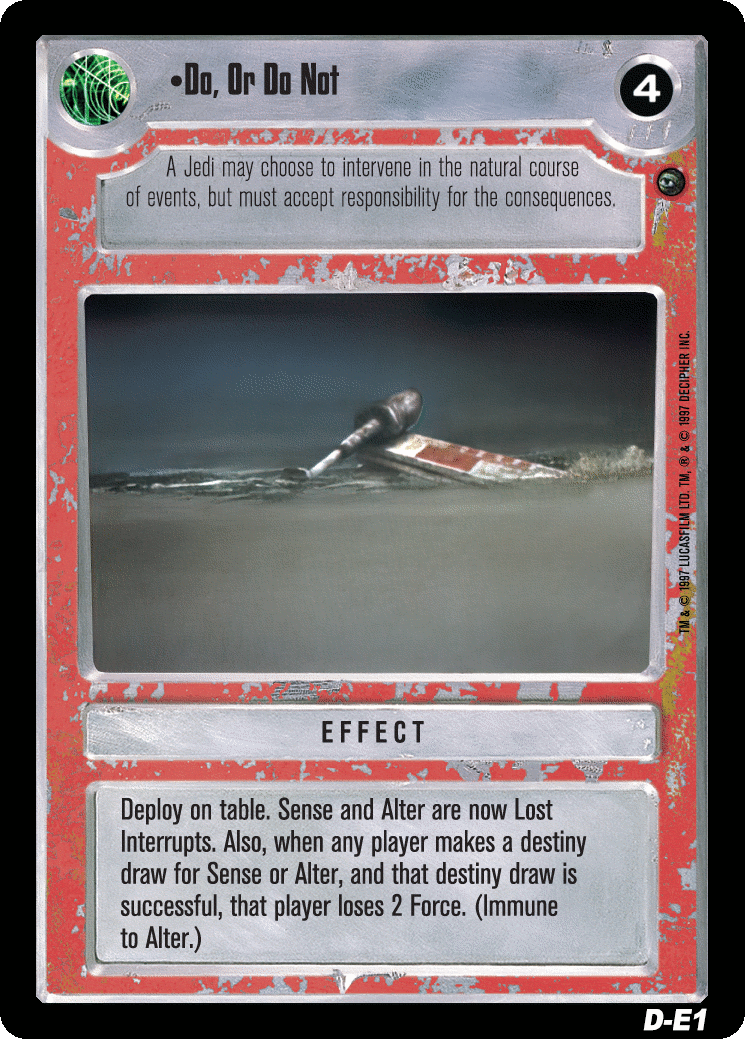 •Do, Or Do Not
4
A Jedi may choose to intervene in the natural course
of events, but must accept responsibility for the consequences.
TM & © 1997 LUCASFILM LTD. TM, ® & © 1997 DECIPHER INC.
EFFECT
Deploy on table. Sense and Alter are now Lost
Interrupts. Also, when any player makes a destiny
draw for Sense or Alter, and that destiny draw is
successful, that player loses 2 Force. (Immune
to Alter.)
D-E1